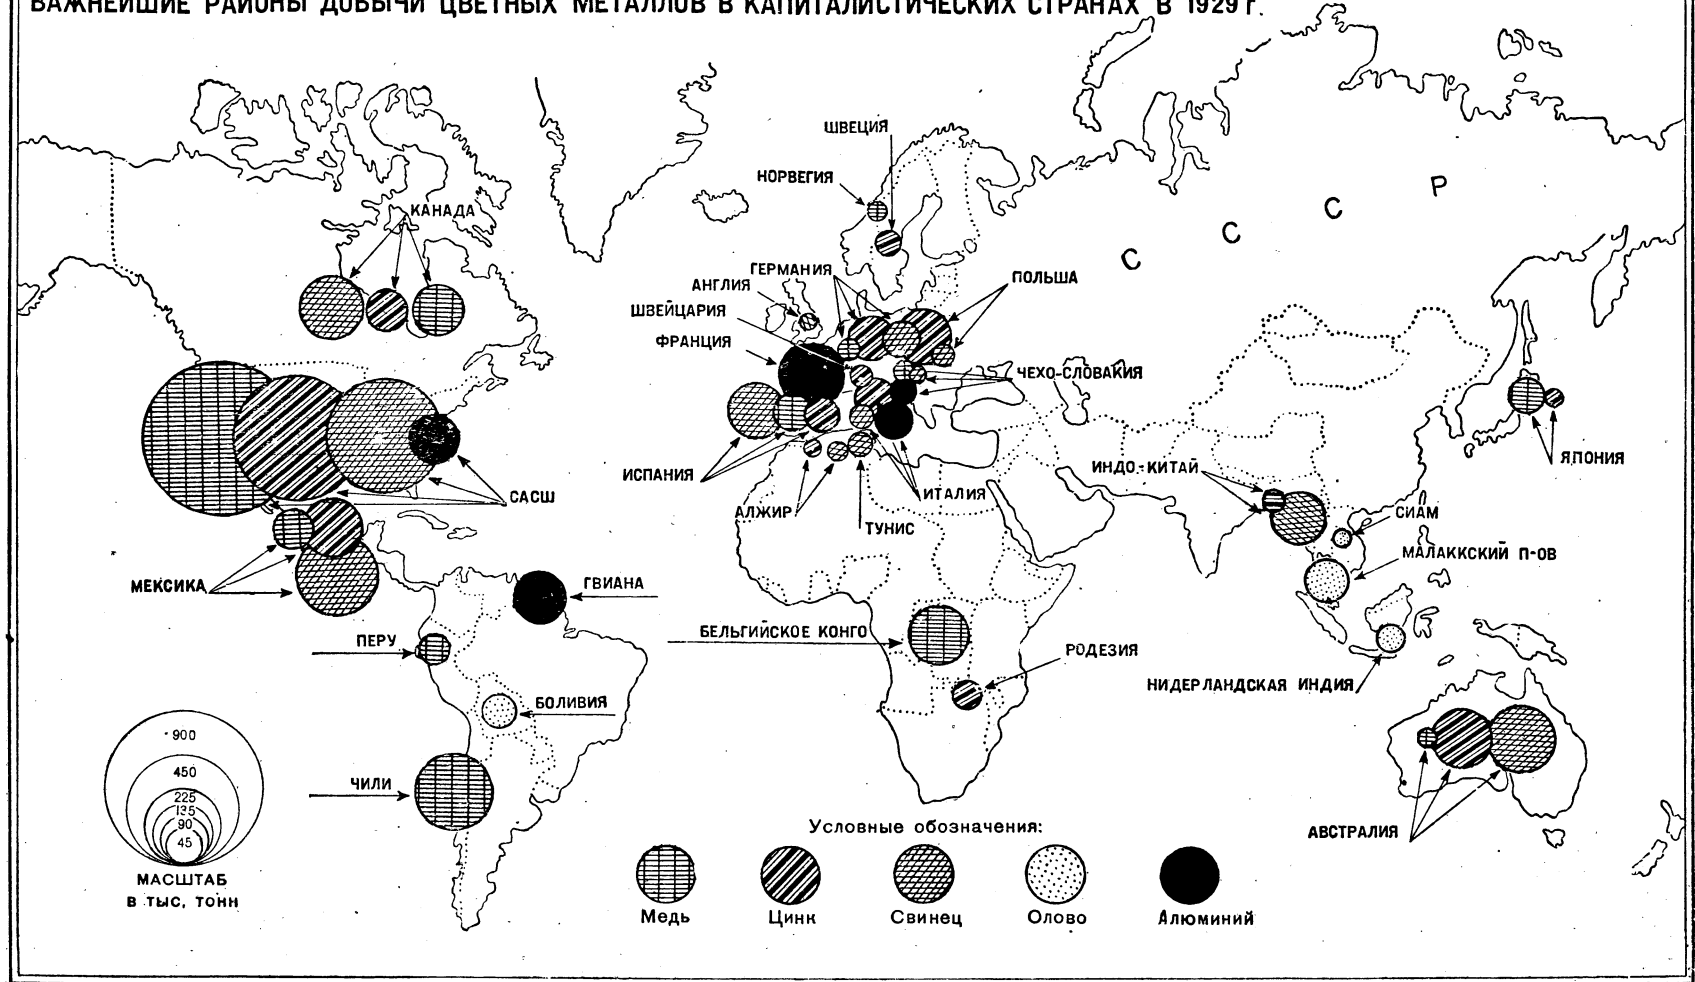 ВАЖНЕЙШИЕ РАЙОНЫ ДОБЫЧИ ЦВЕТНЫХ МЕТАЛЛОВ В КАПИТАЛИСТИЧЕСКИХ СТРАНАХ В 1929 г.
ШВЕЦИЯ
НОРВЕГИЯ
С С С Р
КАНАДА
ГЕРМАНИЯ
ПОЛЬША
АНГЛИЯ
ШВЕЙЦАРИЯ
ФРАНЦИЯ
ЧЕХО-СЛОВАКИЯ
ИСПАНИЯ
ИНДО-КИТАЙ
ЯПОНИЯ
САСШ
ИТАЛИЯ
АЛЖИР
ТУНИС
СИАМ
МАЛАККСКИЙ П-ОВ
МЕКСИКА
ГВИАНА
ПЕРУ
БЕЛЬГИЙСКОЕ КОНГО
РОДЕЗИЯ
НИДЕРЛАНДСКАЯ ИНДИЯ
БОЛИВИЯ
ЧИЛИ
АВСТРАЛИЯ
900
450
225
135
90
45
МАСШТАБ
В ТЫС, ТОНН
Условные обозначения:
Медь Цинк Свинец Олово Алюминий